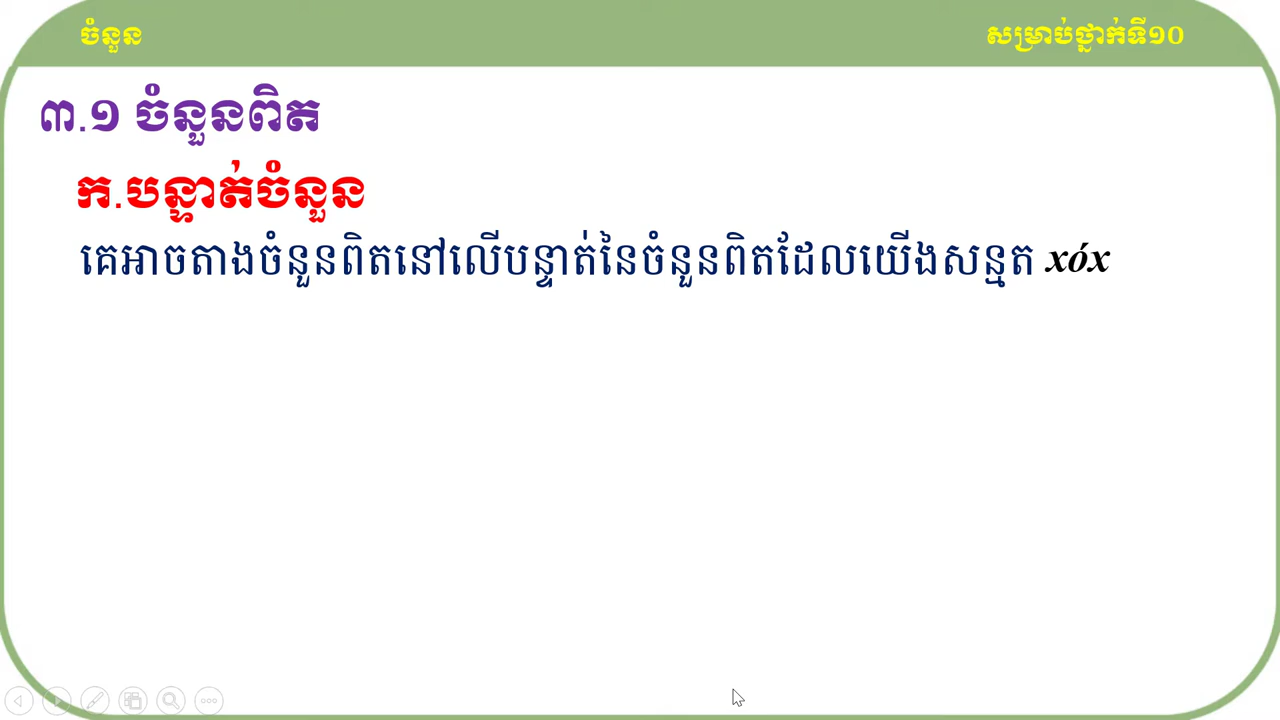 ចំនួន
សម្រាប់ថ្នាក់ទី១០
៣.១ ចំនួនពិត
ក.បន្ទាត់ចំនួន
គេអាចតាងចំនួនពិតនៅលើបន្ទាត់នៃចំនួនពិតដែលយើងសន្មត xóx